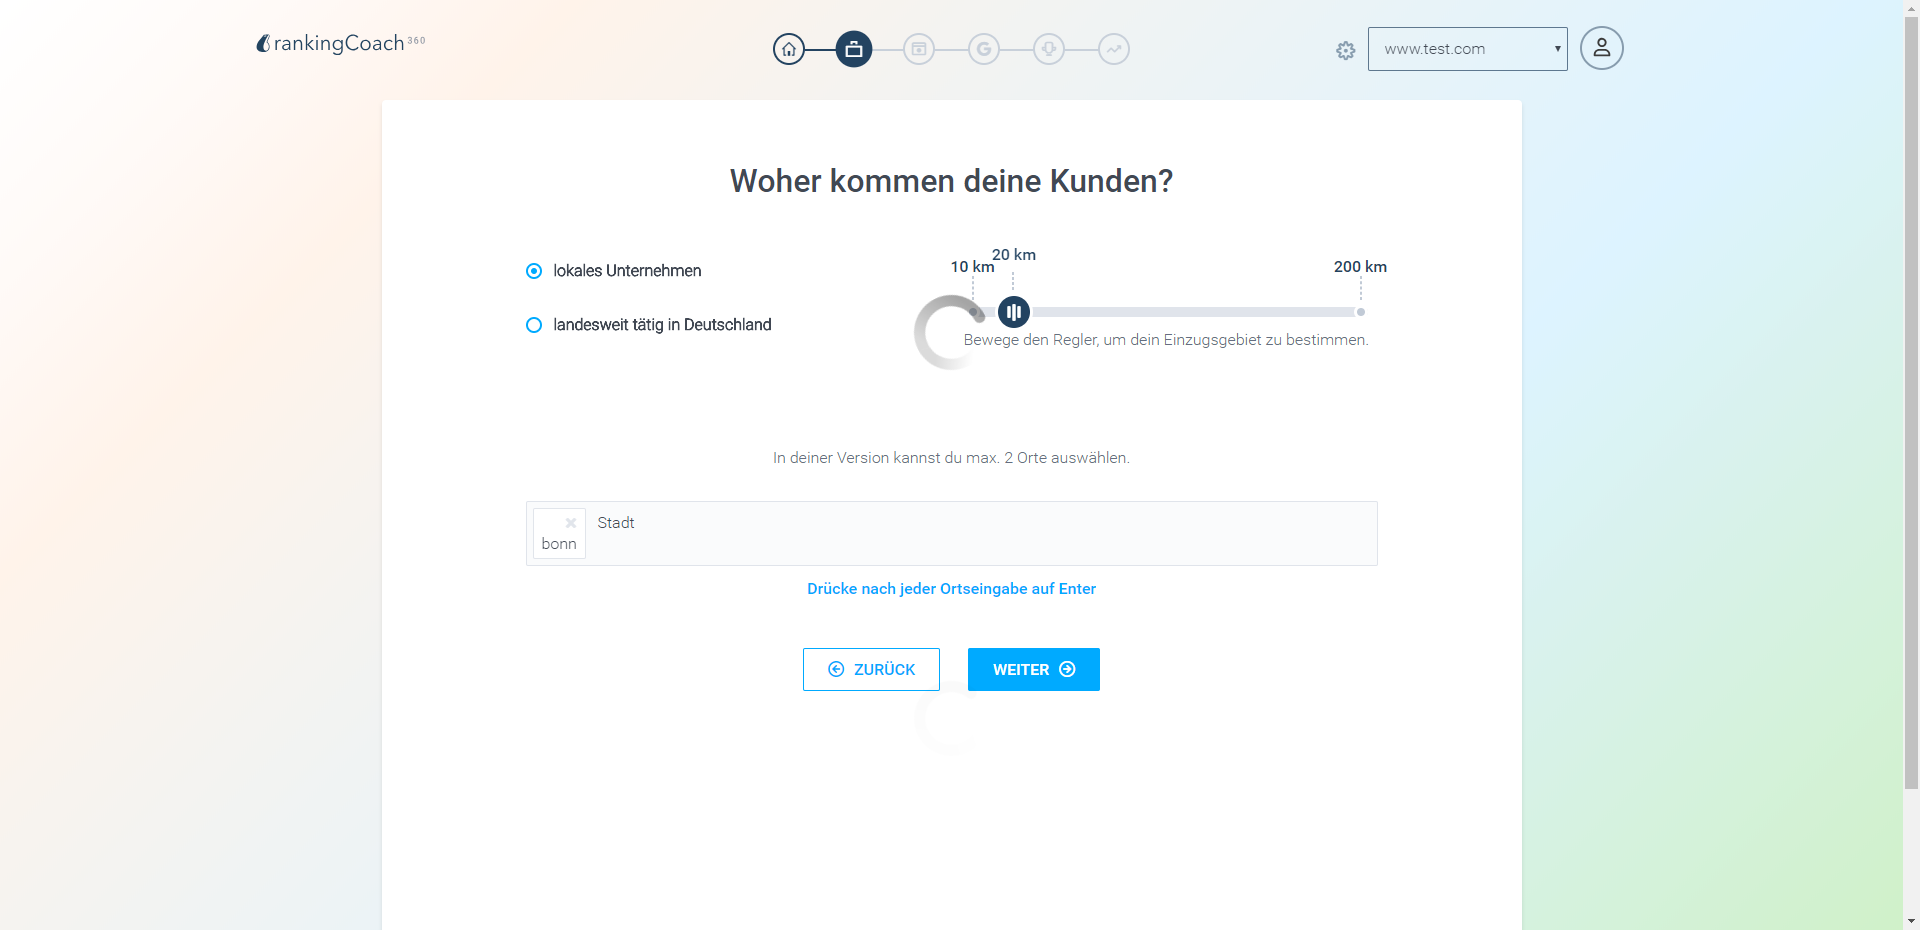 rankingCoach 360
www.test.com
Woher kommen deine Kunden?
lokales Unternehmen
landesweit tätig in Deutschland
10 km
20 km
200 km
Bewege den Regler, um dein Einzugsgebiet zu bestimmen.
In deiner Version kannst du max. 2 Orte auswählen.
bonn
Stadt
Drücke nach jeder Ortseingabe auf Enter
ZURÜCK
WEITER